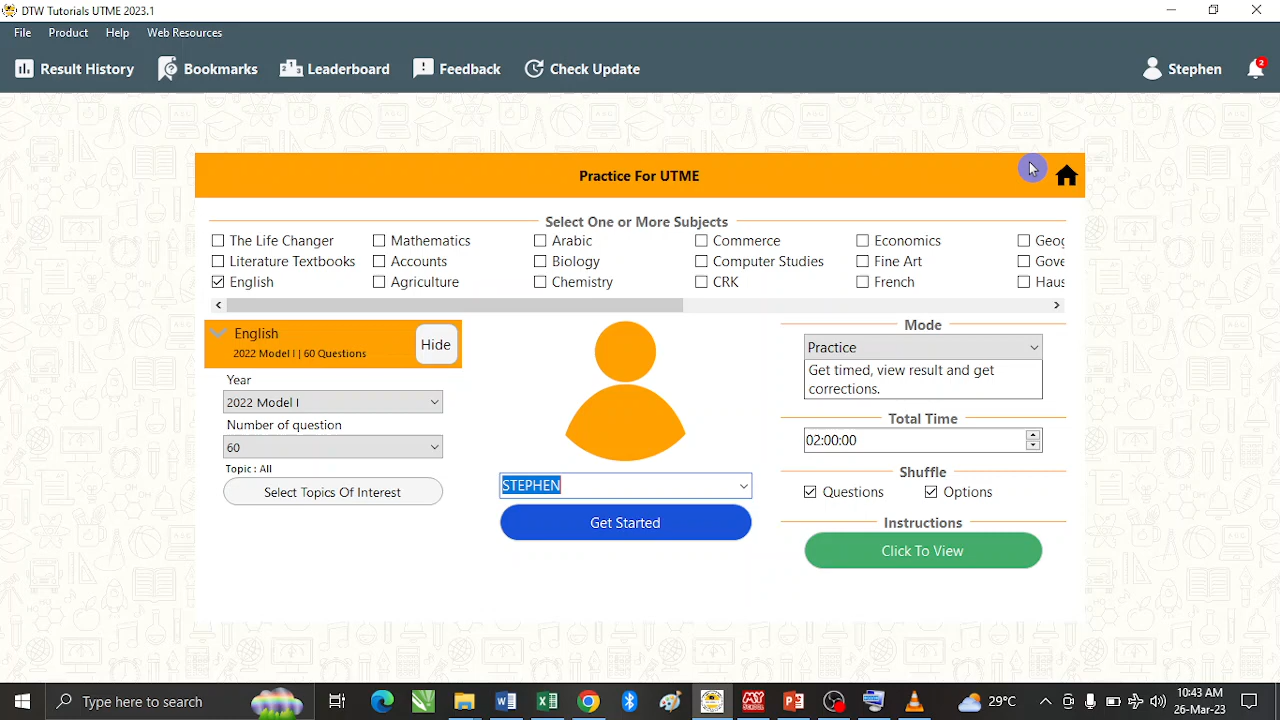 DTW Tutorials UTME 2023.1
File Product Help Web Resources
Result History Bookmarks Leaderboard Feedback Check Update Stephen 2
Practice For UTME
Select One or More Subjects
The Life Changer Mathematics Arabic Commerce Economics Geog
Literature Textbooks Accounts Biology Computer Studies Fine Art Gove
English Agriculture Chemistry CRK French Haus
English
2022 Model I | 60 Questions
Hide
Year
2022 Model I
Number of question
60
Topic : All
Select Topics Of Interest
STEPHEN
Get Started
Mode
Practice
Get timed, view result and get
corrections.
Total Time
02:00:00
Shuffle
Questions Options
Instructions
Click To View
Type here to search
29°C
10:43 AM
26-Mar-23